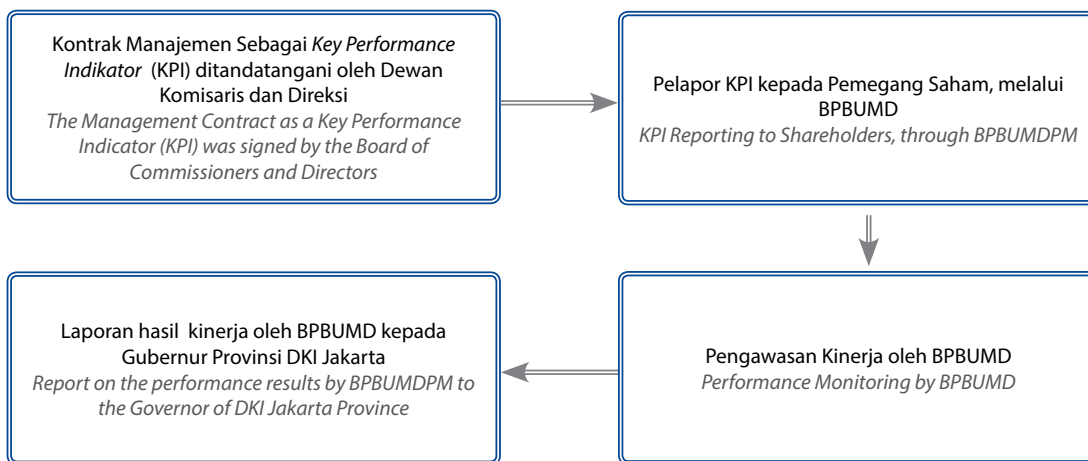 Kontrak Manajemen Sebagai Key Performance
Indikator (KPI) ditandatangani oleh Dewan
Komisaris dan Direksi
The Management Contract as a Key Performance
Indicator (KPI) was signed by the Board of
Commissioners and Directors
Pelapor KPI kepada Pemegang Saham, melalui
BPBUMD
KPI Reporting to Shareholders, through BPBUMDPM
Laporan hasil kinerja oleh BPBUMD kepada
Gubernur Provinsi DKI Jakarta
Report on the performance results by BPBUMDPM to
the Governor of DKI Jakarta Province
Pengawasan Kinerja oleh BPBUMD
Performance Monitoring by BPBUMD